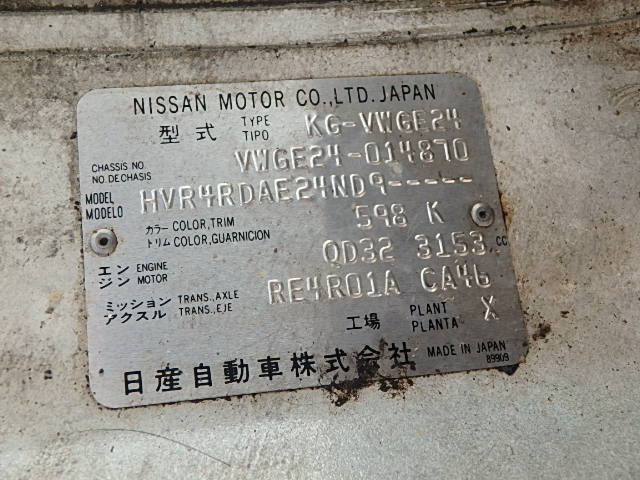 NISSAN MOTOR CO.,LTD. JAPAN
型式 TYPE TIPO KG-VWGE24
CHASSIS NO. NO. DE CHASIS VWGE24-014870
MODEL MODELO HVR4RDAE24ND9-----
カラー COLOR,TRIM トリム COLOR,GUARNICION 598 K
エンジン ENGINE MOTOR QD32 3153 CC
ミッション アクスル TRANS.,AXLE TRANS.,EJE RE4R01A CA46
工場 PLANT PLANTA X
日産自動車株式会社 MADE IN JAPAN
89909